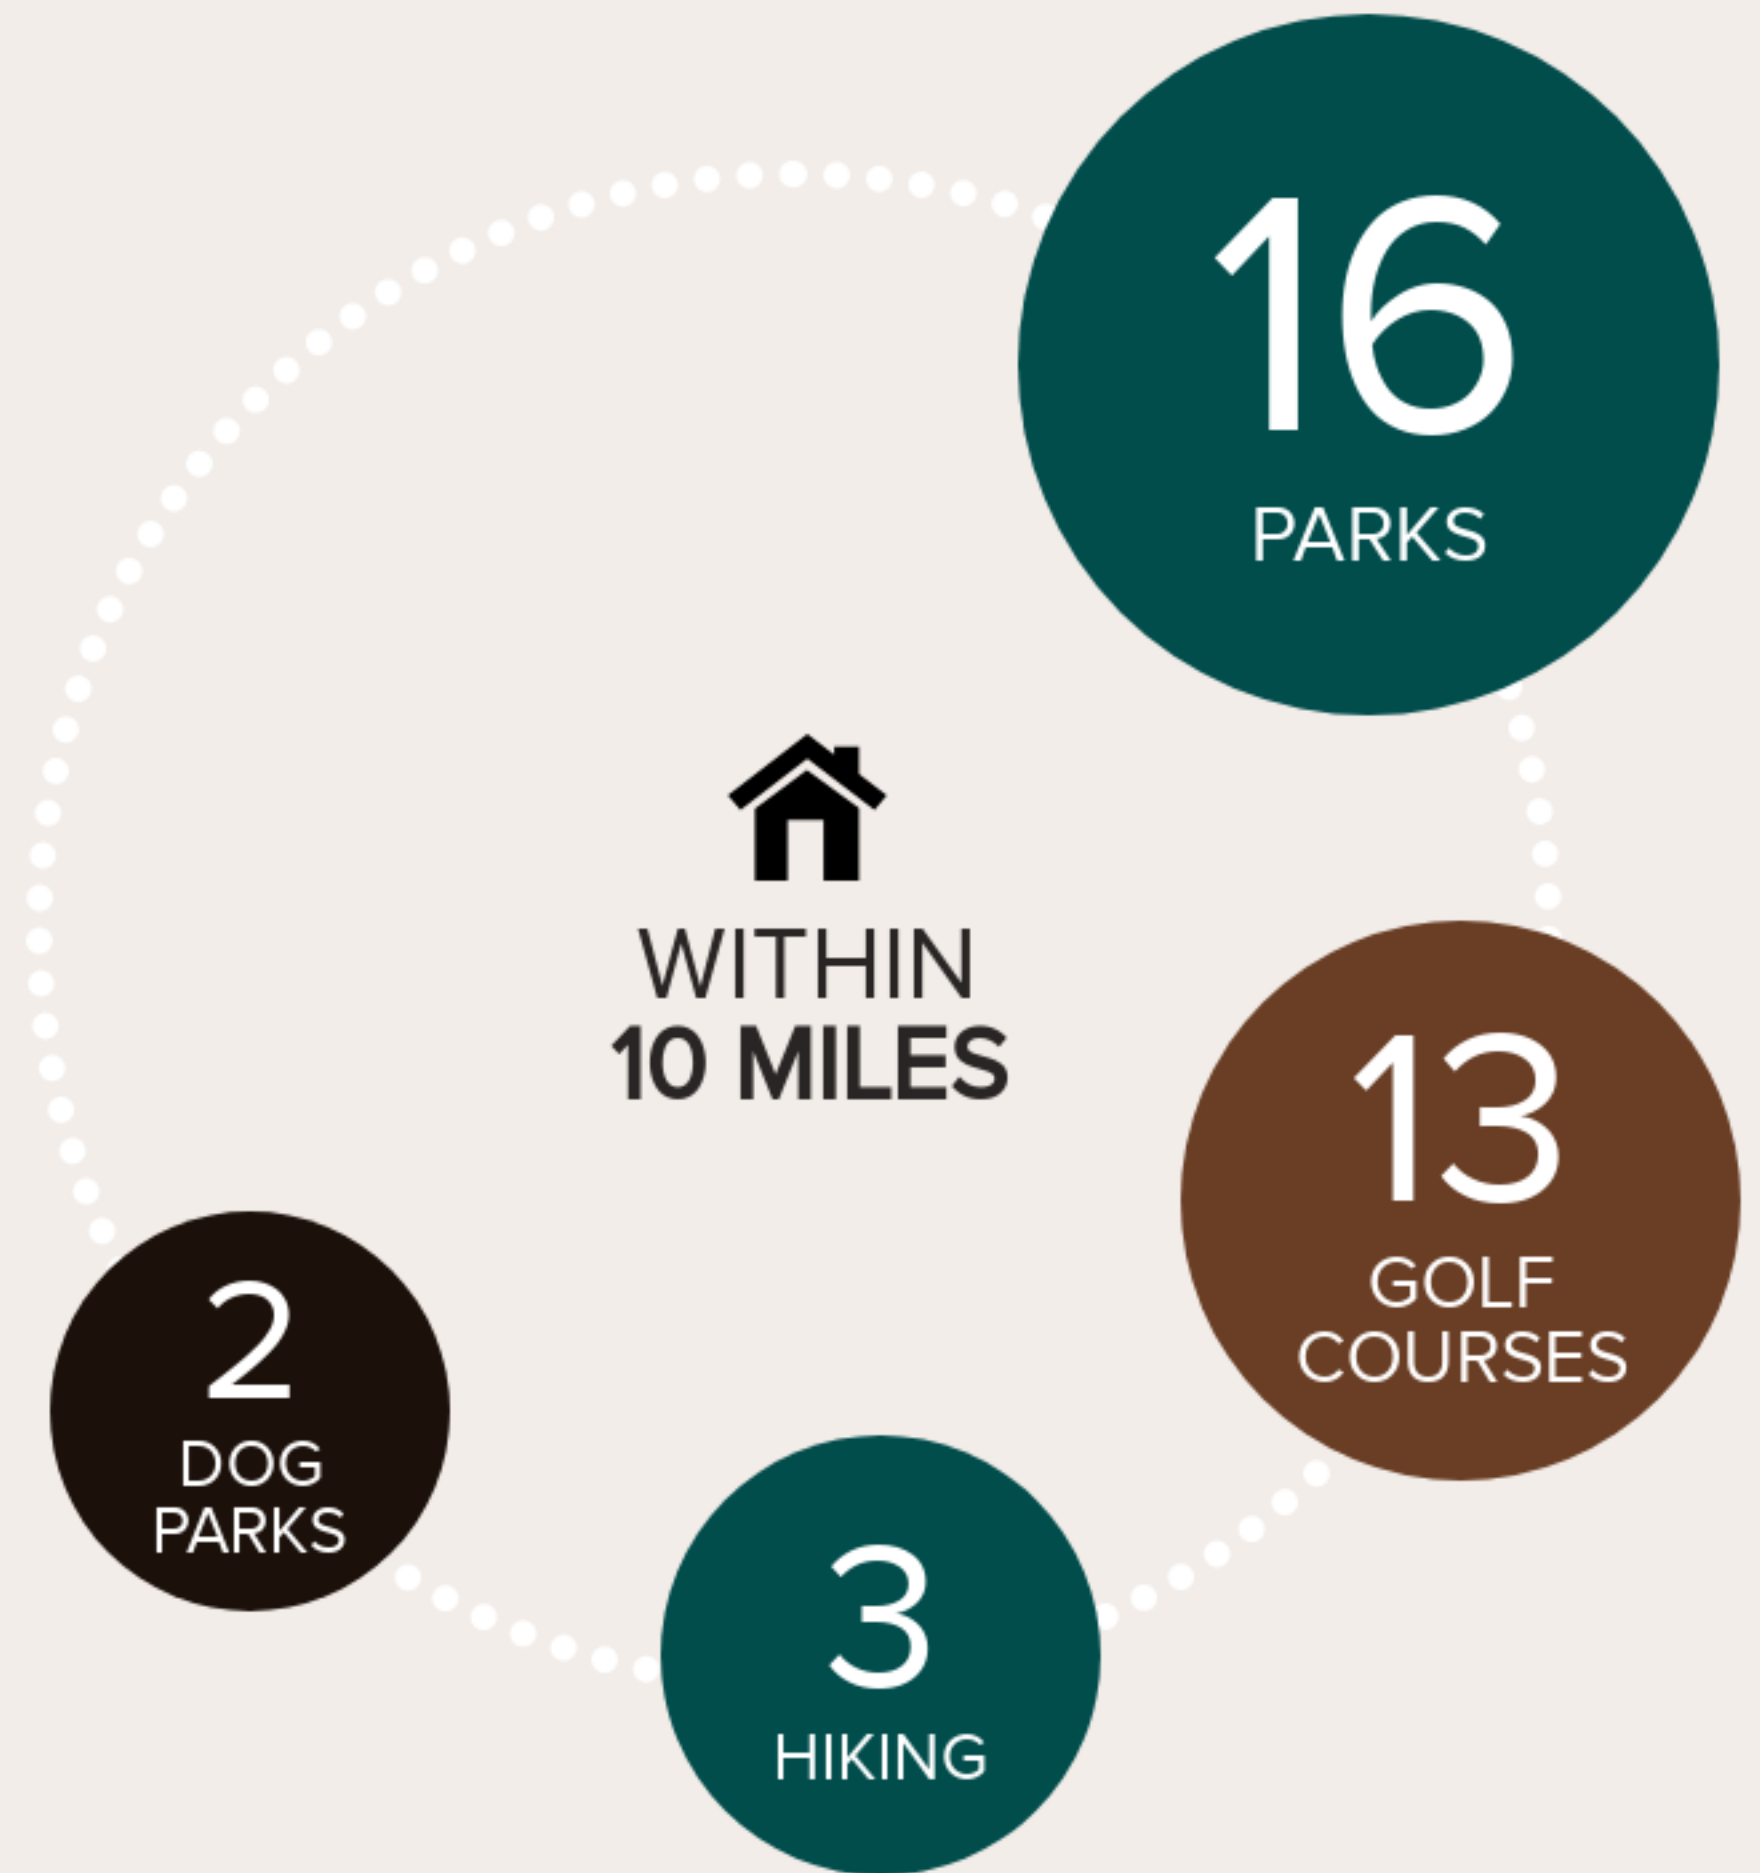 16
PARKS
WITHIN
10 MILES
13
GOLF
COURSES
2
DOG
PARKS
3
HIKING